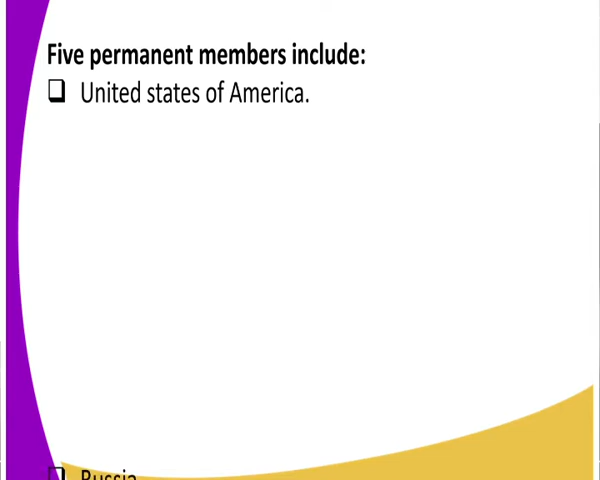 Five permanent members include:
❑ United states of America.
❑ Russia